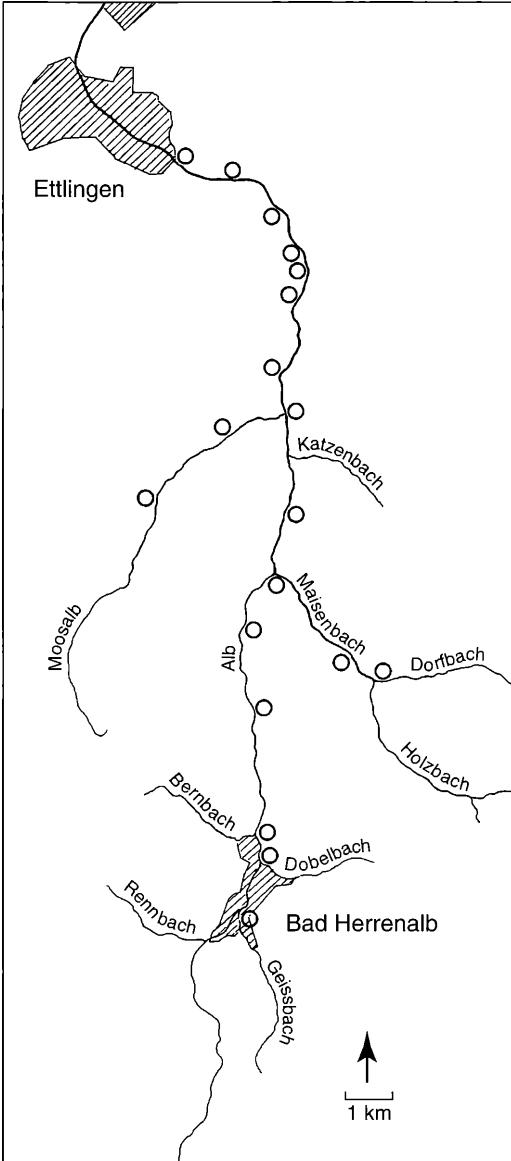 Ettlingen
Katzenbach
Maisenbach
Moosalb
Alb
Dorfbach
Holzbach
Bernbach
Dobelbach
Rennbach
Bad Herrenalb
Geissbach
1 km